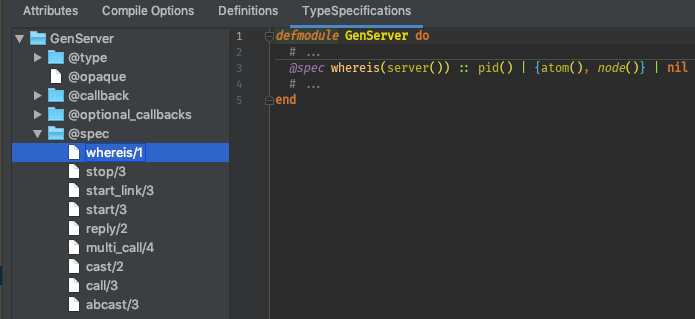 Attributes Compile Options Definitions TypeSpecifications
GenServer
@type
@opaque
@callback
@optional_callbacks
@spec
whereis/1
stop/3
start_link/3
start/3
reply/2
multi_call/4
cast/2
call/3
abcast/3
1 defmodule GenServer do
2 # ...
3 @spec whereis(server()) :: pid() | {atom(), node()} | nil
4 # ...
5 end